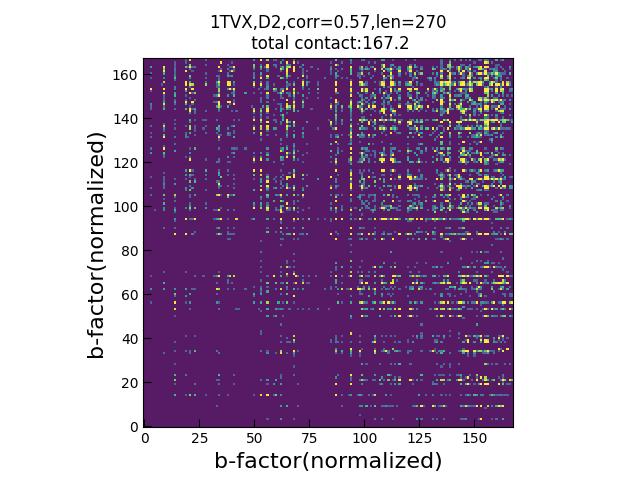 1TVX,D2,corr=0.57,len=270
total contact:167.2
160
140
120
100
80
60
40
20
0
b-factor(normalized)
0 25 50 75 100 125 150
b-factor(normalized)